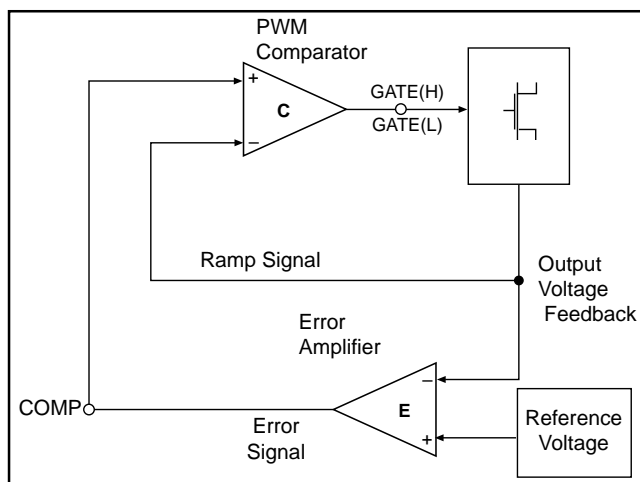 PWM
Comparator
+
C
−
GATE(H)
GATE(L)
Ramp Signal
Output
Voltage
Feedback
Error
Amplifier
−
E
+
COMP
Error
Signal
Reference
Voltage